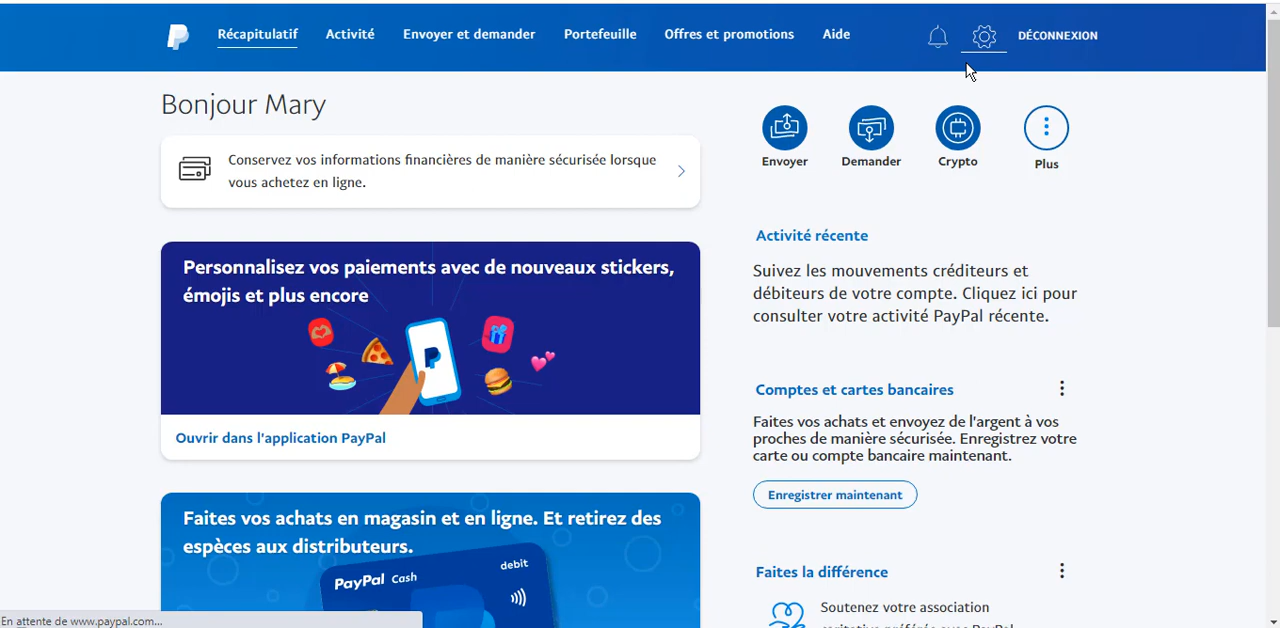 Récapitulatif Activité Envoyer et demander Portefeuille Offres et promotions Aide DÉCONNEXION
Bonjour Mary
Conservez vos informations financières de manière sécurisée lorsque
vous achetez en ligne.
Envoyer Demander Crypto Plus
Personnalisez vos paiements avec de nouveaux stickers,
émojis et plus encore
Ouvrir dans l'application PayPal
Activité récente
Suivez les mouvements créditeurs et
débiteurs de votre compte. Cliquez ici pour
consulter votre activité PayPal récente.
Comptes et cartes bancaires
Faites vos achats et envoyez de l'argent à vos
proches de manière sécurisée. Enregistrez votre
carte ou compte bancaire maintenant.
Enregistrer maintenant
Faites vos achats en magasin et en ligne. Et retirez des
espèces aux distributeurs.
PayPal Cash debit
Faites la différence
Soutenez votre association
En attente de www.paypal.com...